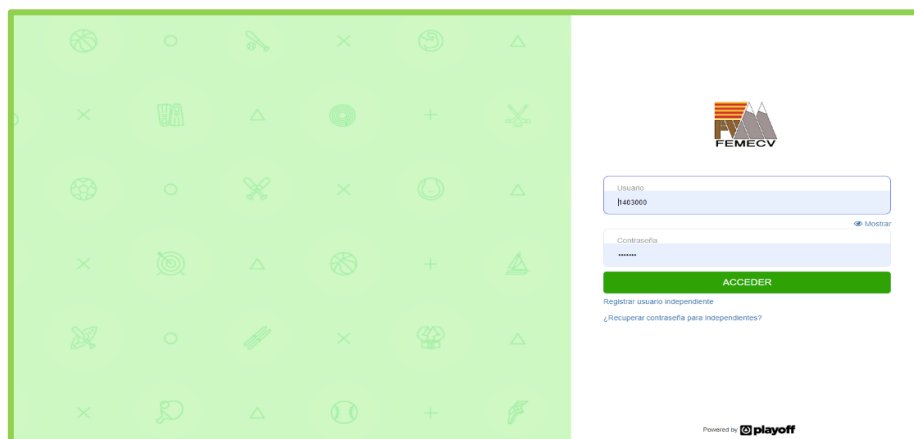 FEMECV
Usuario
1403000
Mostrar
Contraseña
•••••••
ACCEDER
Registrar usuario independiente
¿Recuperar contraseña para independientes?
Powered by playoff